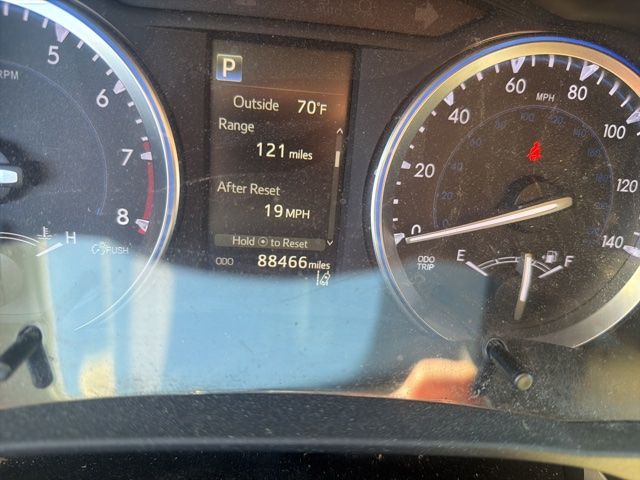 P
Outside 70°F
Range
121 miles
After Reset
19 MPH
Hold to Reset
ODO 88466 miles
RPM
5
6
7
8
H
PUSH
MPH
0
20
40
60
80
100
120
140
ODO
TRIP
E
F